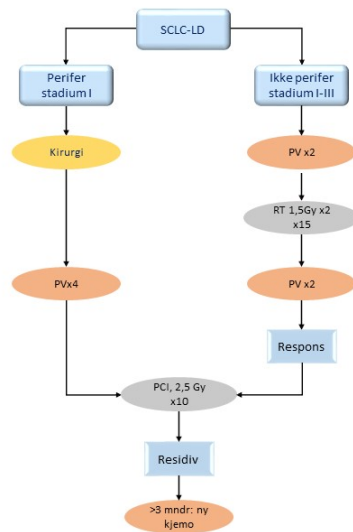 SCLC-LD
Perifer
stadium I
Ikke perifer
stadium I-III
Kirurgi
PV x2
RT 1,5Gy x2
x15
PVx4
PV x2
Respons
PCI, 2,5 Gy
x10
Residiv
>3 mndr: ny
kjemo